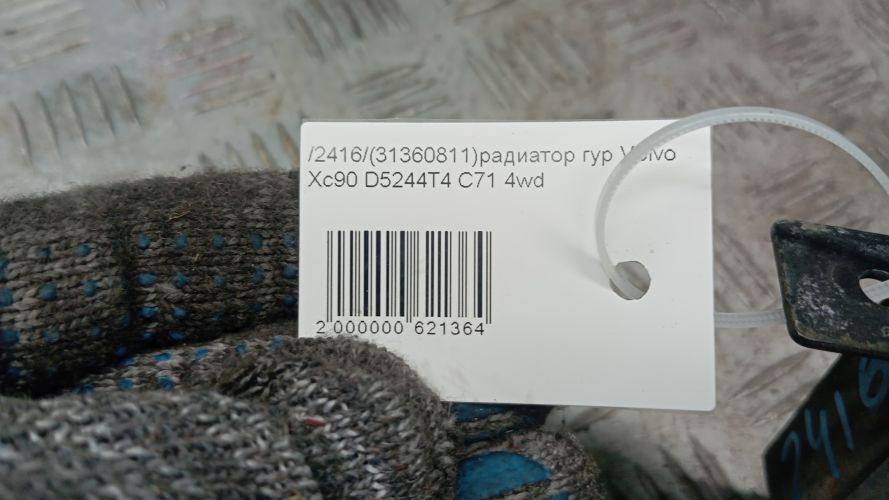 /2416/(31360811)радиатор гур Volvo
Xc90 D5244T4 C71 4wd
2 000000 621364
2416